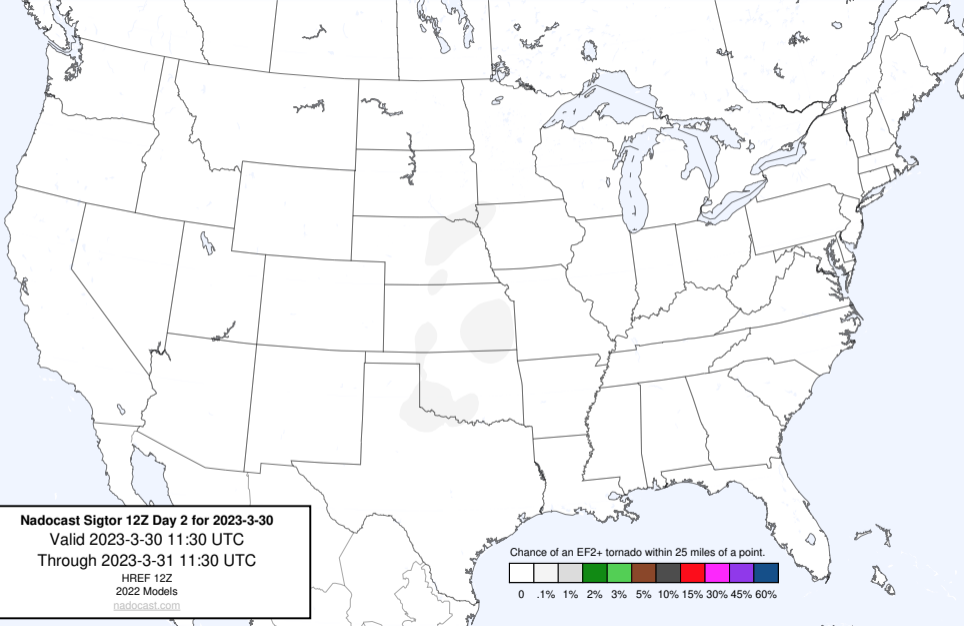 Nadocast Sigtor 12Z Day 2 for 2023-3-30
Valid 2023-3-30 11:30 UTC
Through 2023-3-31 11:30 UTC
HREF 12Z
2022 Models
nadocast.com
Chance of an EF2+ tornado within 25 miles of a point.
0 .1% 1% 2% 3% 5% 10% 15% 30% 45% 60%